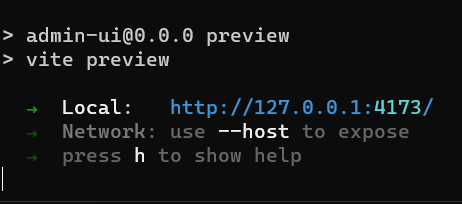 > admin-ui@0.0.0 preview
> vite preview
➜ Local: http://127.0.0.1:4173/
➜ Network: use --host to expose
➜ press h to show help